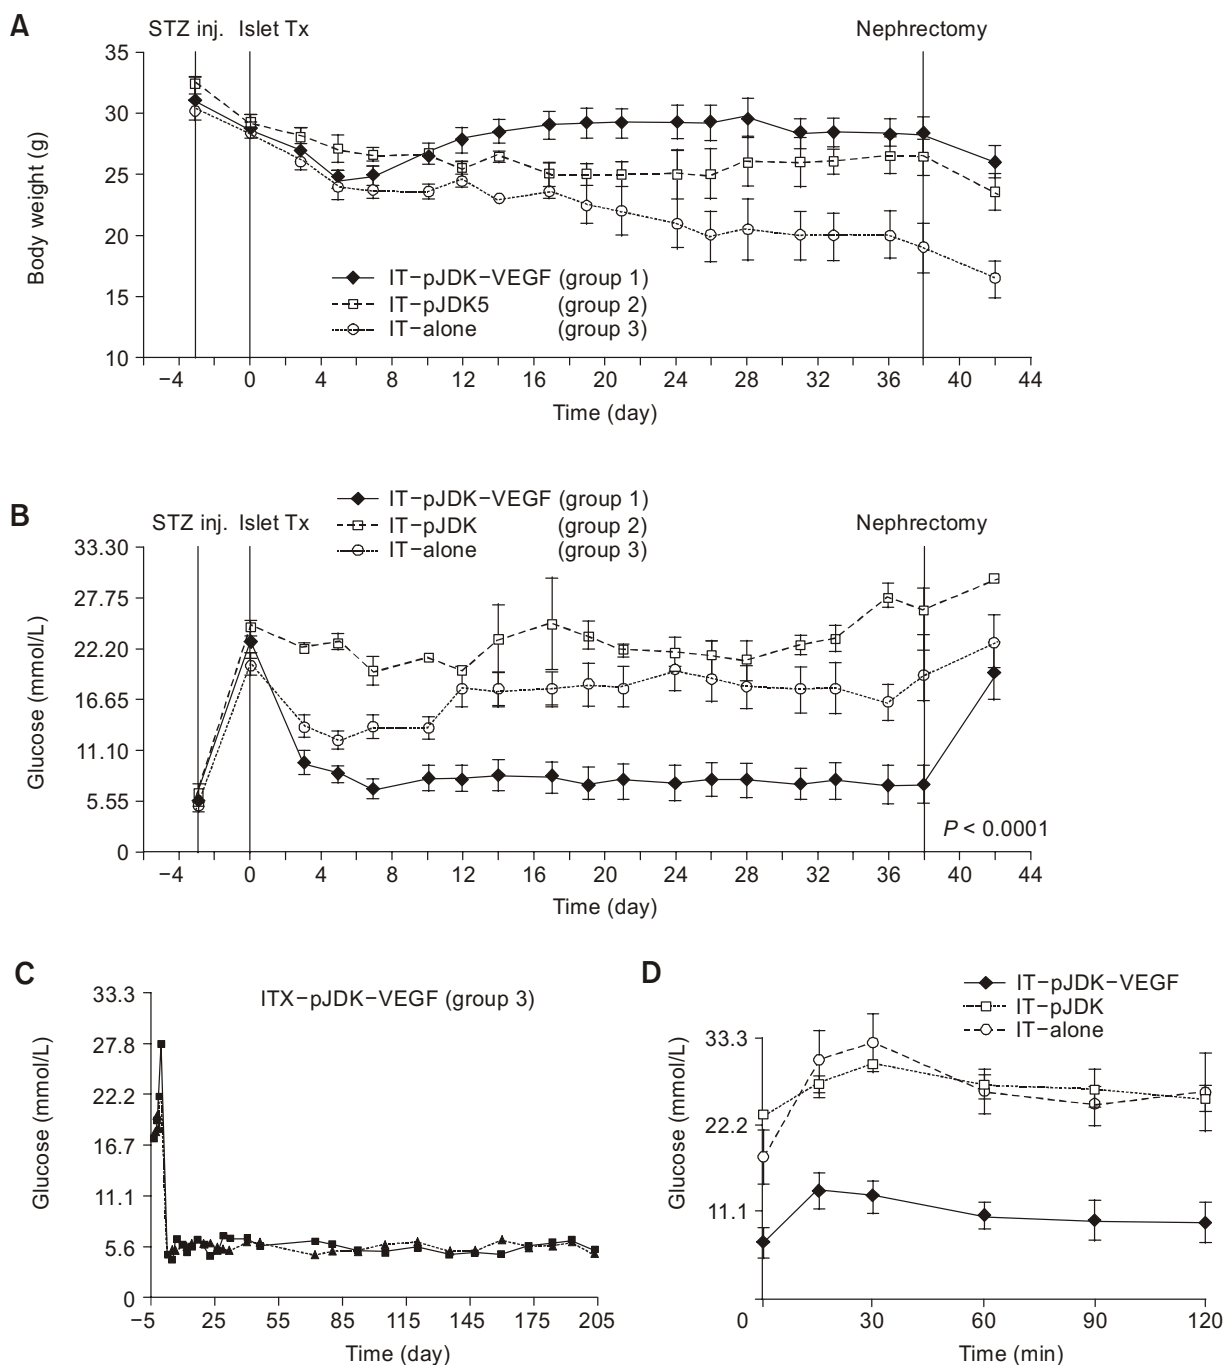 A
STZ inj. Islet Tx Nephrectomy
35
30
25
20
15
10
Body weight (g)
IT−pJDK−VEGF (group 1)
IT−pJDK5 (group 2)
IT−alone (group 3)
−4 0 4 8 12 16 20 24 28 32 36 40 44
Time (day)
B
IT−pJDK−VEGF (group 1)
IT−pJDK (group 2)
IT−alone (group 3)
STZ inj. Islet Tx Nephrectomy
33.30
27.75
22.20
16.65
11.10
5.55
0
Glucose (mmol/L)
P < 0.0001
−4 0 4 8 12 16 20 24 28 32 36 40 44
Time (day)
C
ITX−pJDK−VEGF (group 3)
33.3
27.8
22.2
16.7
11.1
5.6
0
Glucose (mmol/L)
−5 25 55 85 115 145 175 205
Time (day)
D
IT−pJDK−VEGF
IT−pJDK
IT−alone
33.3
22.2
11.1
Glucose (mmol/L)
0 0 30 60 90 120
Time (min)